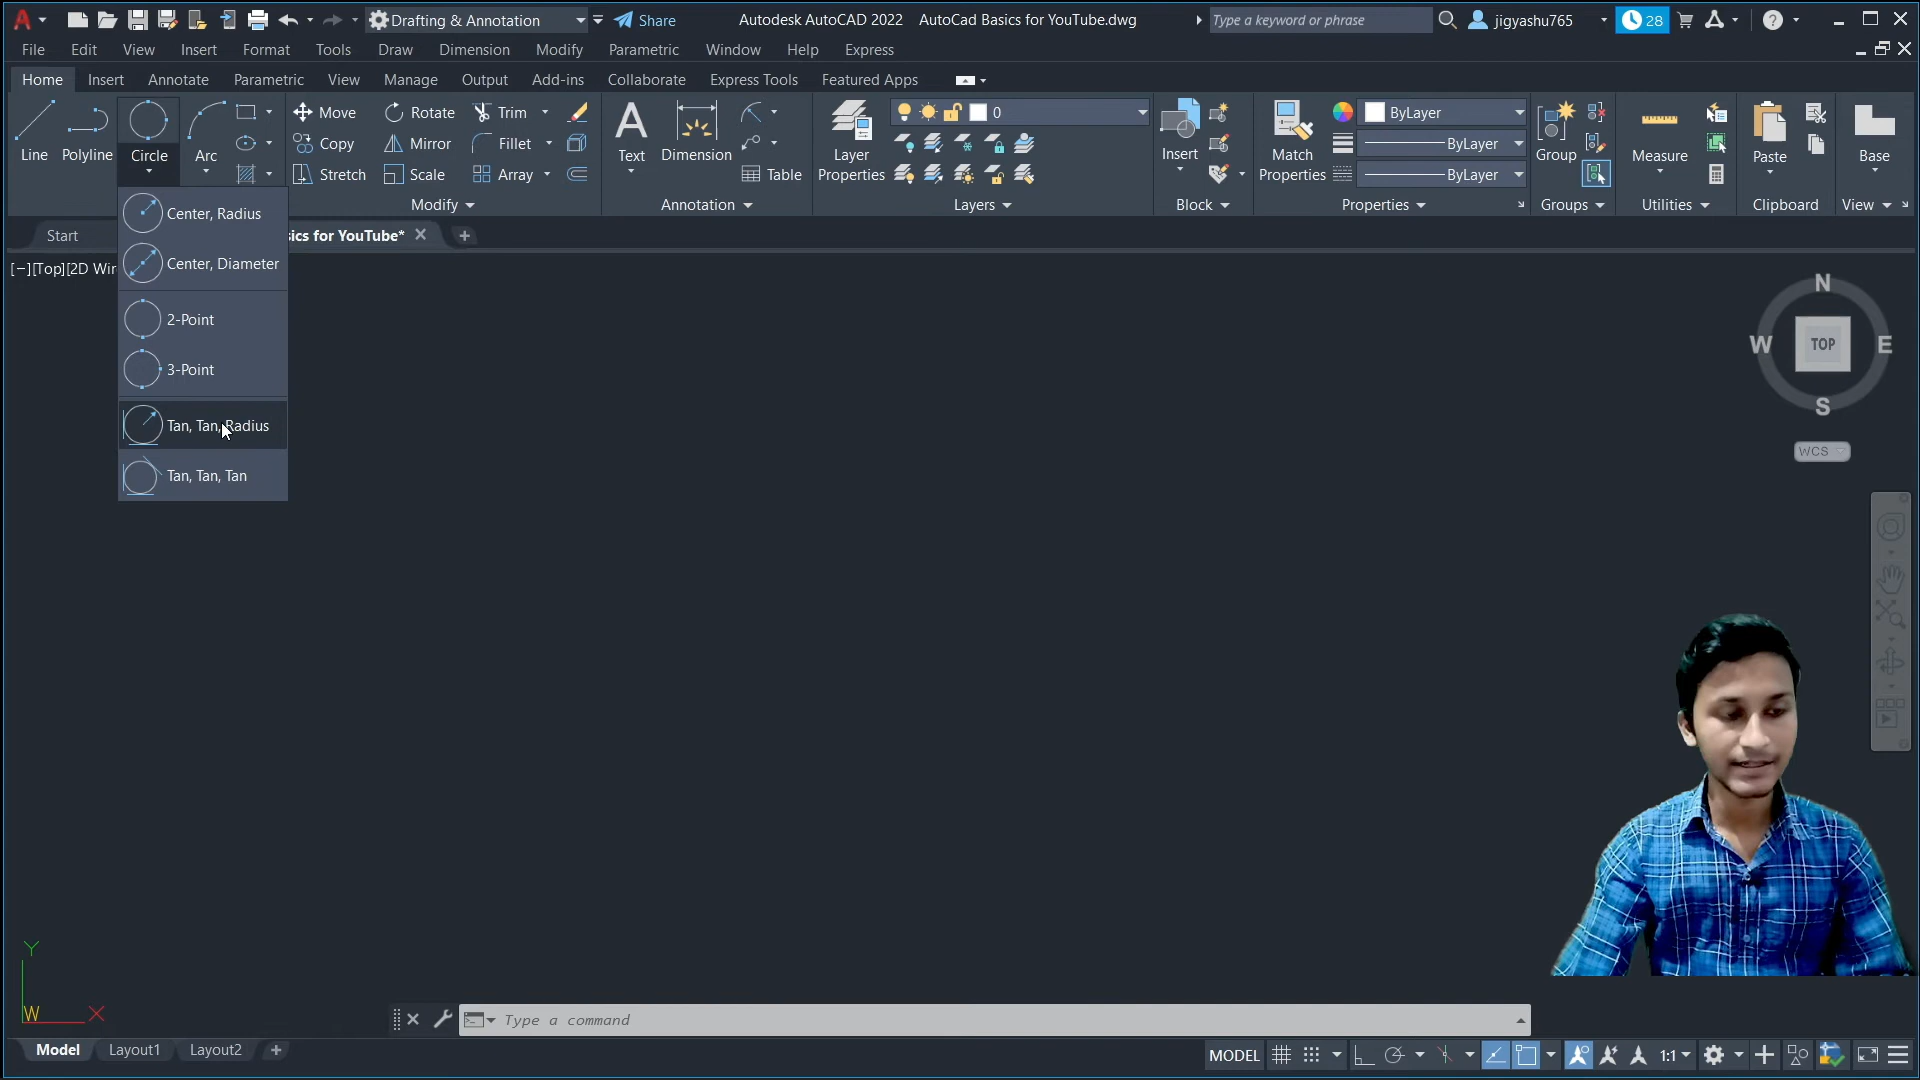 Drafting & Annotation
Share
Autodesk AutoCAD 2022 AutoCad Basics for YouTube.dwg
Type a keyword or phrase
jigyashu765
28
File Edit View Insert Format Tools Draw Dimension Modify Parametric Window Help Express
Home Insert Annotate Parametric View Manage Output Add-ins Collaborate Express Tools Featured Apps
Line Polyline Circle Arc
Move Rotate Trim
Copy Mirror Fillet
Stretch Scale Array
Text Dimension Table
Layer Properties
0
Insert
Match Properties
ByLayer
ByLayer
ByLayer
Group
Measure
Paste
Base
Modify Annotation Layers Block Properties Groups Utilities Clipboard View
Start
sics for YouTube*
[−][Top][2D Wir
Center, Radius
Center, Diameter
2-Point
3-Point
Tan, Tan, Radius
Tan, Tan, Tan
N
W TOP E
S
WCS
Y
W X
Type a command
Model Layout1 Layout2
MODEL 1:1